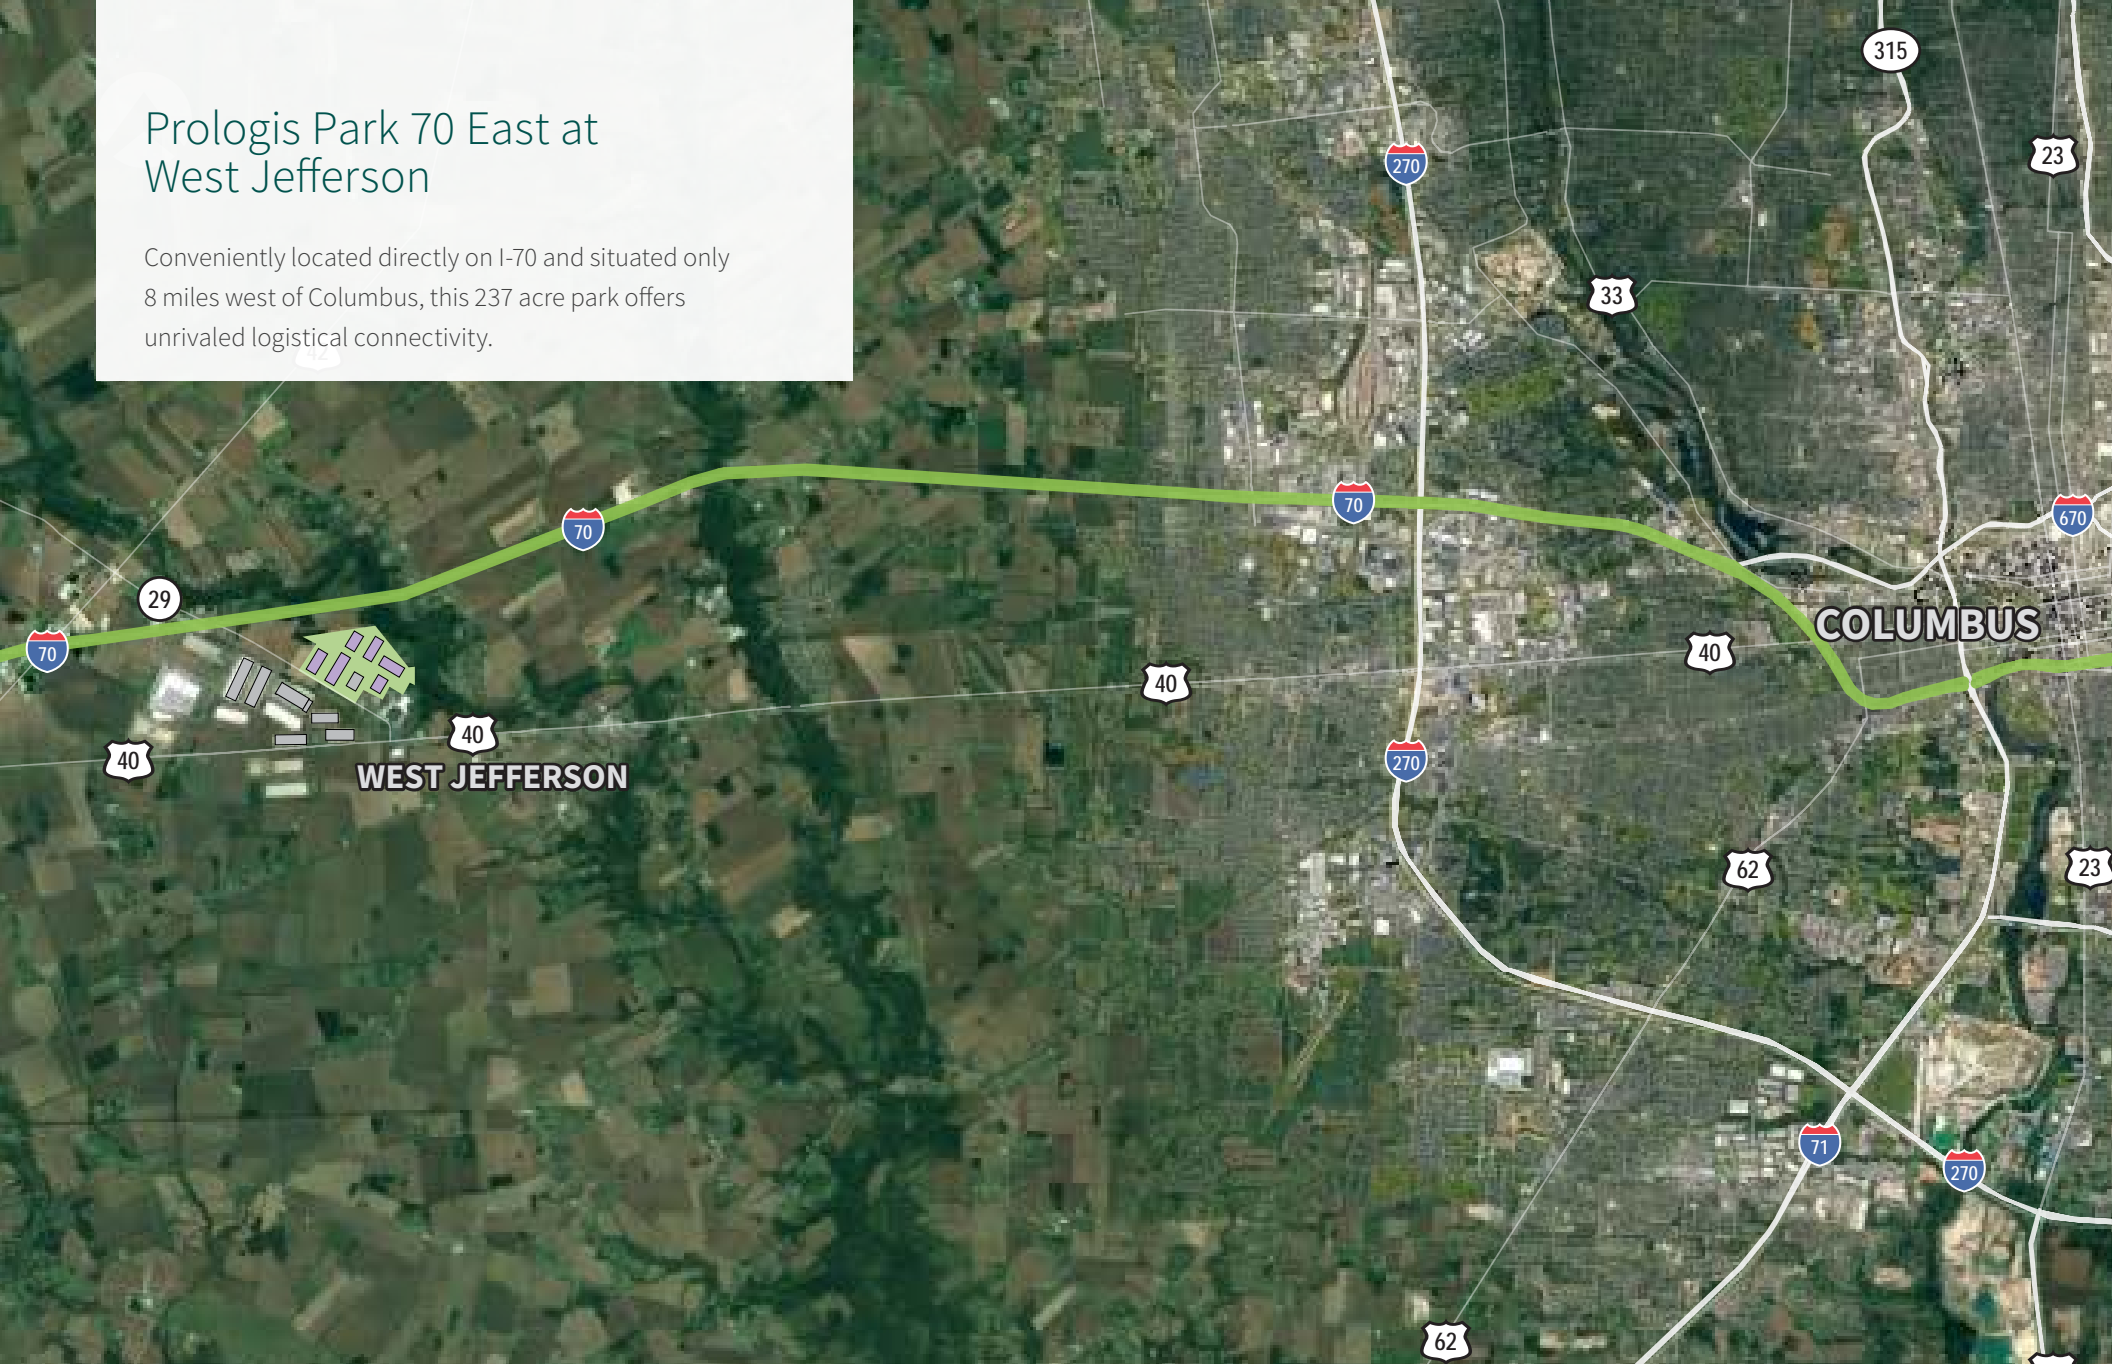 Prologis Park 70 East at
West Jefferson
Conveniently located directly on I-70 and situated only
8 miles west of Columbus, this 237 acre park offers
unrivaled logistical connectivity.
42
315
23
270
33
70
70
670
29
70
COLUMBUS
40
40
40
40
WEST JEFFERSON
270
62
23
71
270
62